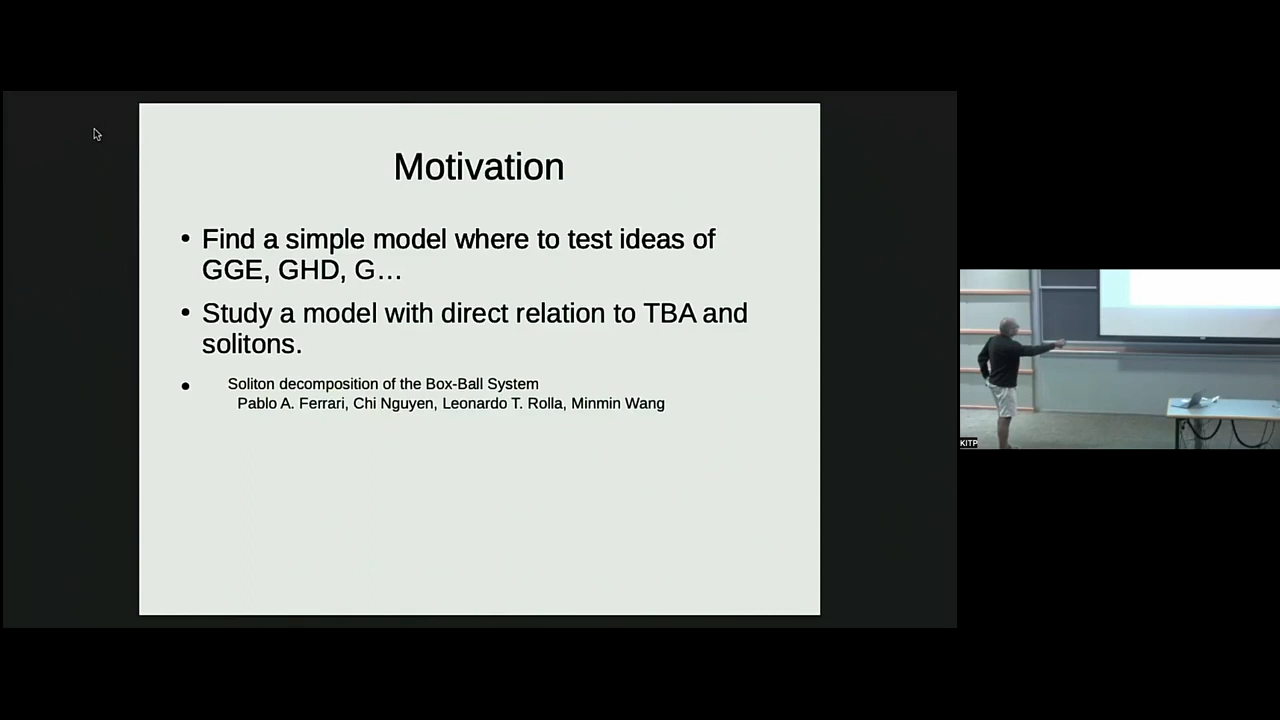 Motivation
• Find a simple model where to test ideas of
GGE, GHD, G…
• Study a model with direct relation to TBA and
solitons.
• Soliton decomposition of the Box-Ball System
Pablo A. Ferrari, Chi Nguyen, Leonardo T. Rolla, Minmin Wang
KITP